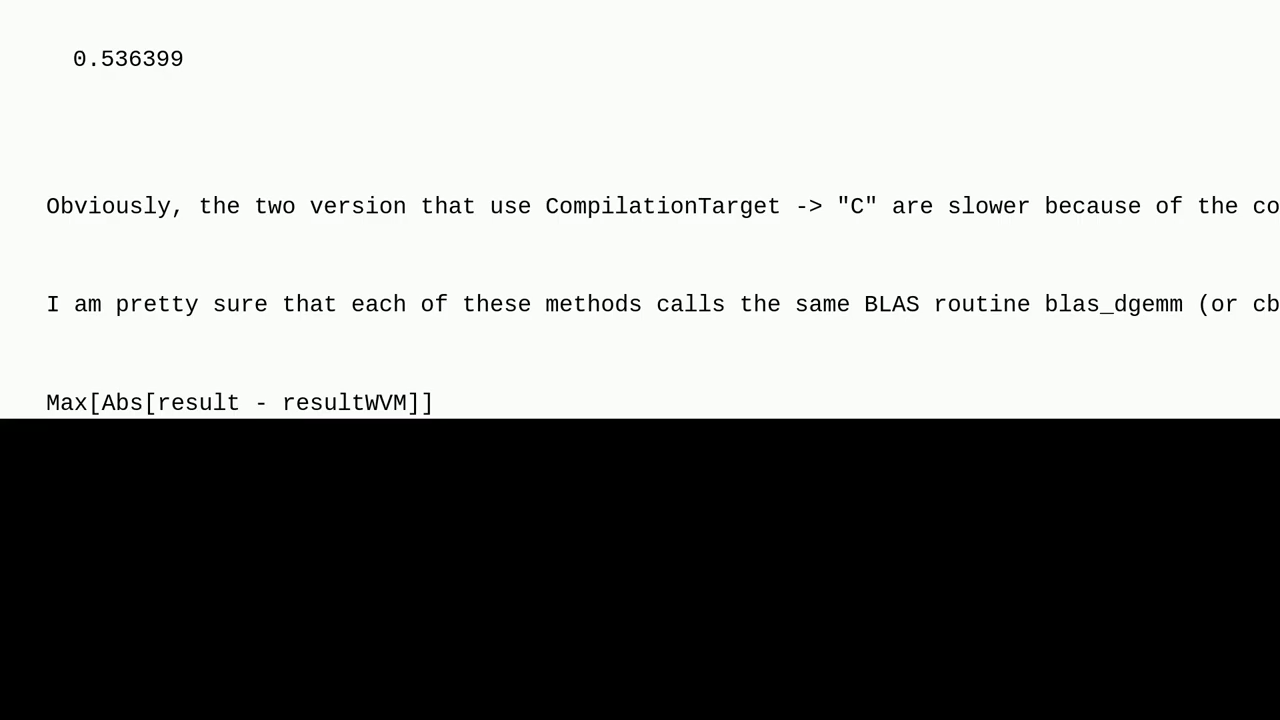 0.536399
Obviously, the two version that use CompilationTarget -> "C" are slower because of the co
I am pretty sure that each of these methods calls the same BLAS routine blas_dgemm (or cb
Max[Abs[result - resultWVM]]